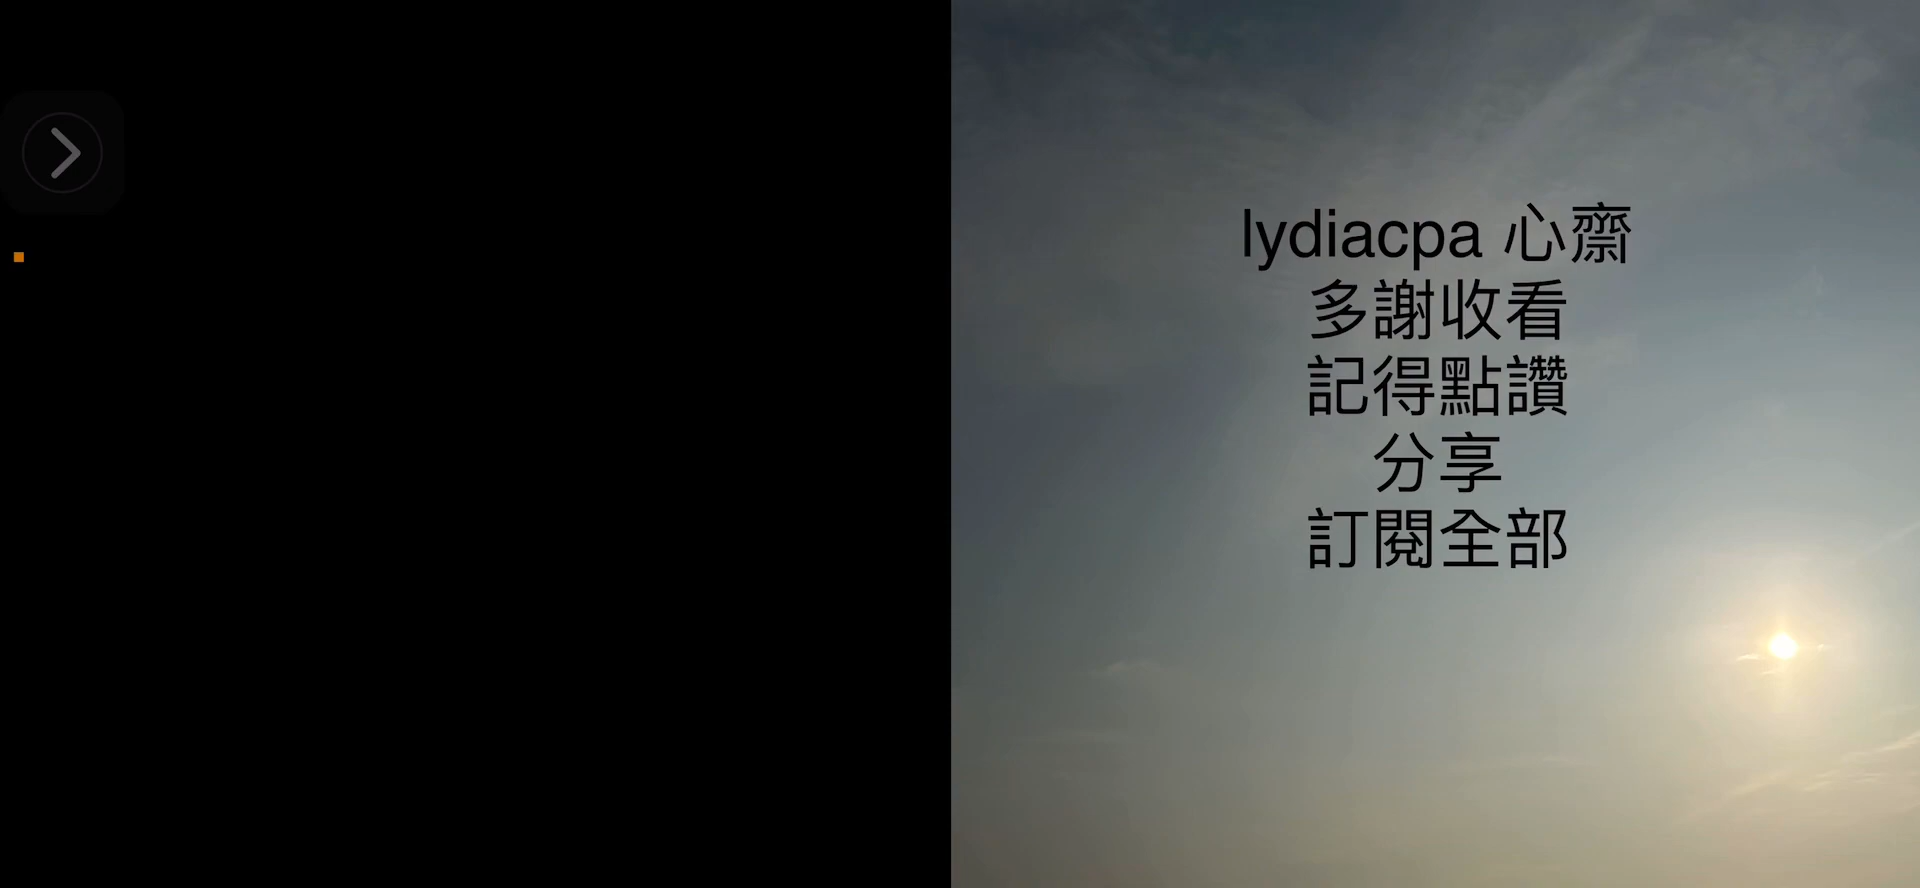 lydiacpa 心齋
多謝收看
記得點讚
分享
訂閱全部